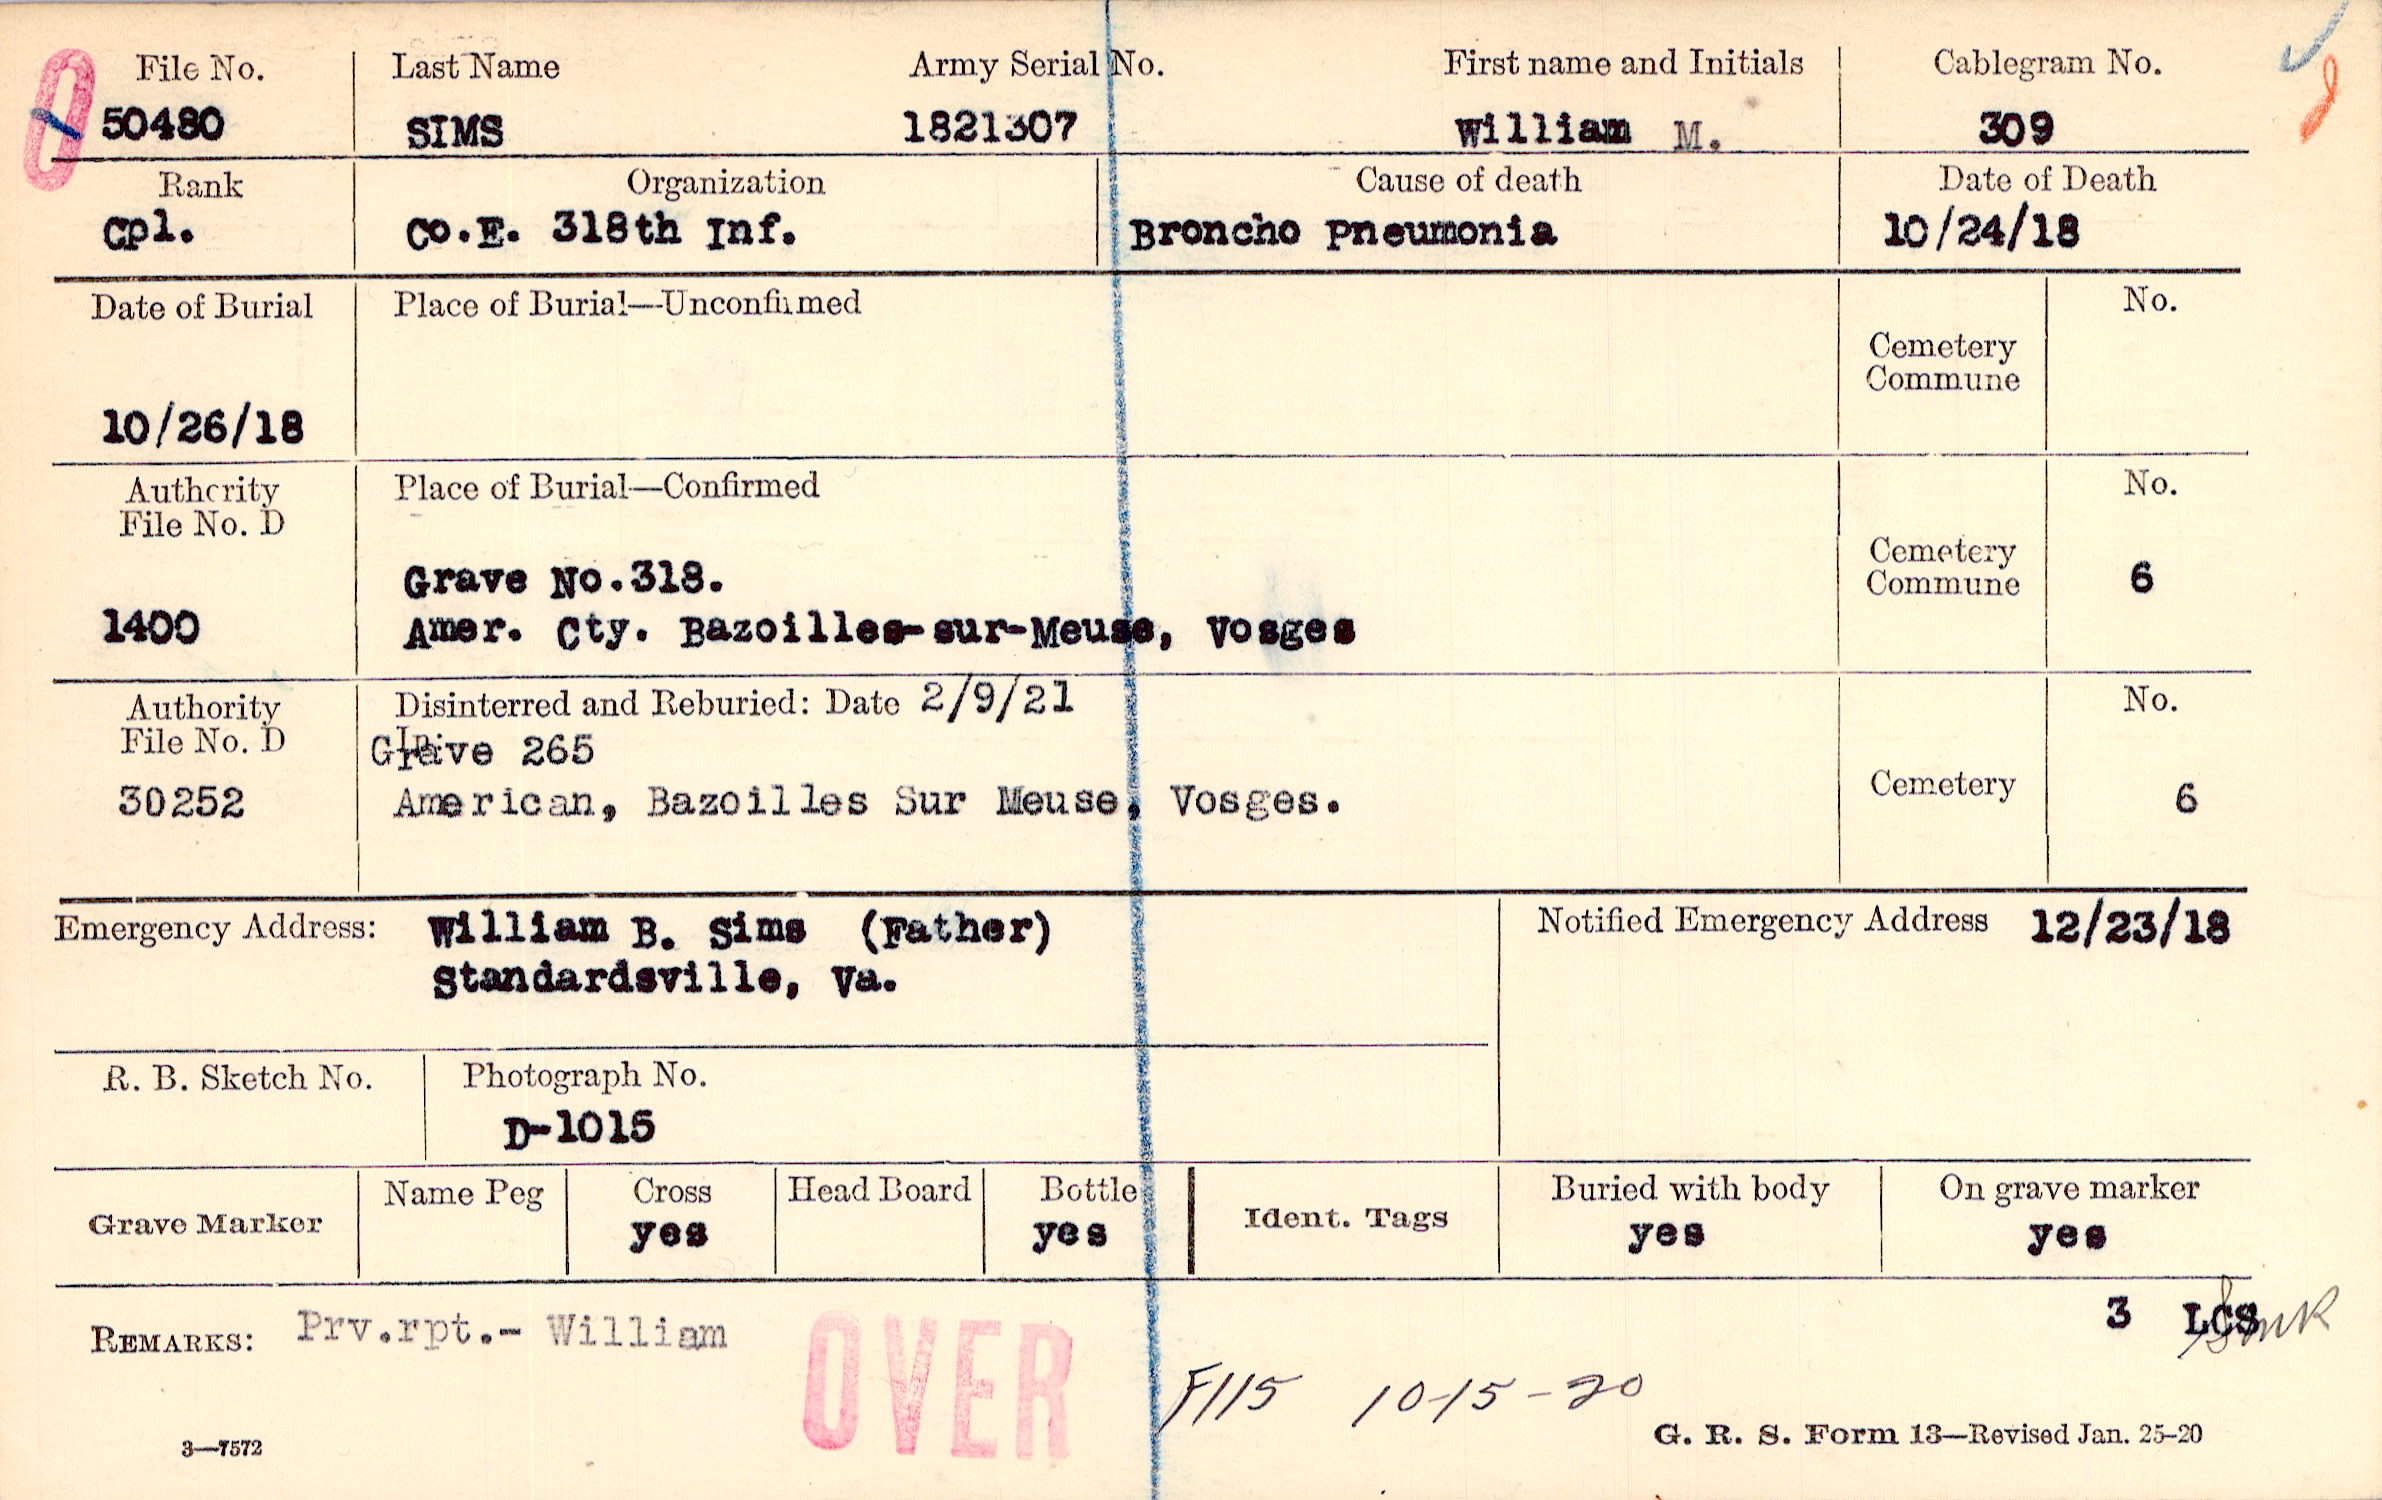 File No. Last Name Army Serial No. First name and Initials Cablegram No.
50480 SIMS 1821307 William M. 309
Rank Organization Cause of death Date of Death
Cpl. Co.E. 318th Inf. Broncho Pneumonia 10/24/18
Date of Burial Place of Burial—Unconfirmed No.
Cemetery
Commune
10/26/18
Authority Place of Burial—Confirmed No.
File No. D
Grave No.318. Cemetery
Commune 6
1400 Amer. Cty. Bazoilles-sur-Meuse, Vosges
Authority Disinterred and Reburied: Date 2/9/21 No.
File No. D In:
Grave 265
30252 American, Bazoilles Sur Meuse, Vosges. Cemetery 6
Emergency Address: William B. Sims (Father) Notified Emergency Address 12/23/18
Standardsville, Va.
R. B. Sketch No. Photograph No.
D-1015
Grave Marker Name Peg Cross Head Board Bottle Ident. Tags Buried with body On grave marker
yes yes yes yes
3 LCS
REMARKS: Prv.rpt.- William
OVER
F115 10-15-20
3—7572 G. R. S. Form 13—Revised Jan. 25-20